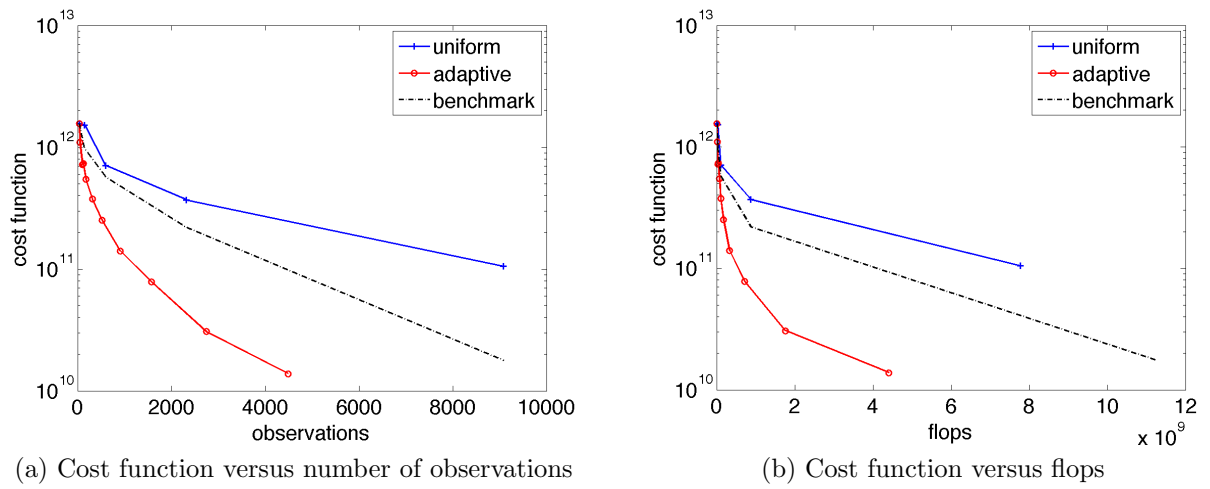 10^13
10^12
10^11
10^10
cost function
uniform
adaptive
benchmark
0 2000 4000 6000 8000 10000
observations
(a) Cost function versus number of observations
10^13
10^12
10^11
10^10
cost function
uniform
adaptive
benchmark
0 2 4 6 8 10 12
flops
x 10^9
(b) Cost function versus flops